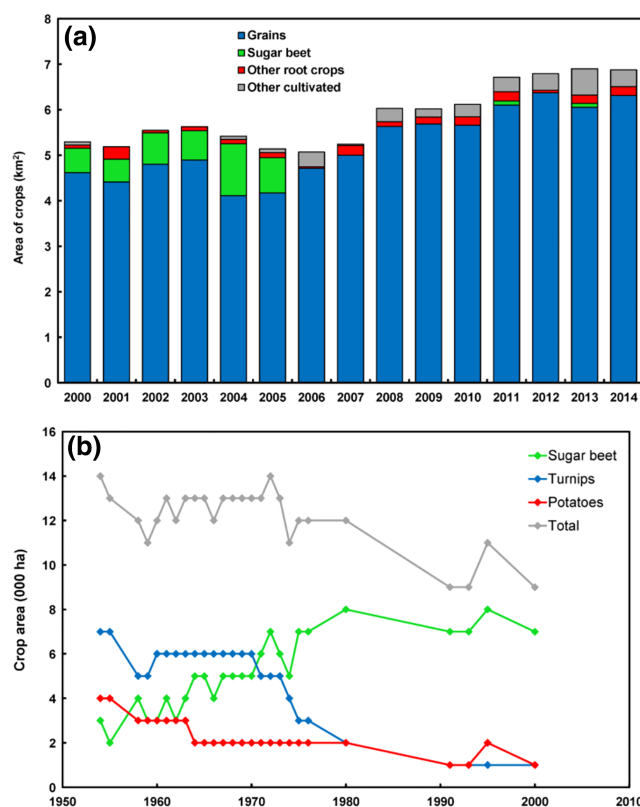 (a)
Grains
Sugar beet
Other root crops
Other cultivated
Area of crops (km²)
8
7
6
5
4
3
2
1
0
2000 2001 2002 2003 2004 2005 2006 2007 2008 2009 2010 2011 2012 2013 2014
(b)
Sugar beet
Turnips
Potatoes
Total
Crop area (000 ha)
16
14
12
10
8
6
4
2
0
1950 1960 1970 1980 1990 2000 2010